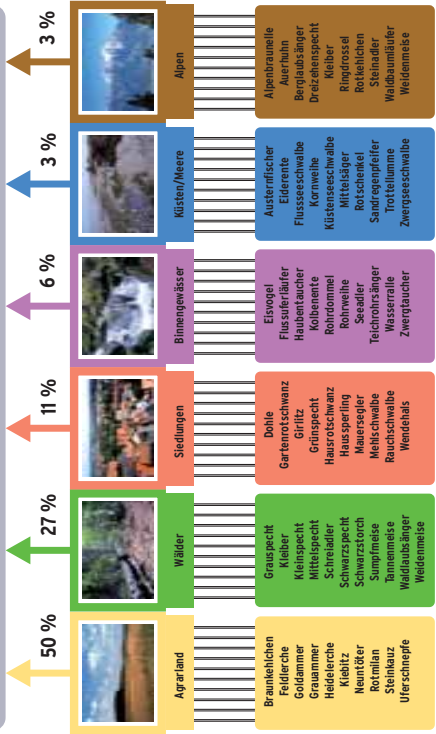 50 %
27 %
11 %
6 %
3 %
3 %
Agrarland
Wälder
Siedlungen
Binnengewässer
Küsten/Meere
Alpen
Braunkehlchen
Feldlerche
Goldammer
Grauammer
Heidelerche
Kiebitz
Neuntöter
Rotmilan
Steinkauz
Uferschnepfe
Grauspecht
Kleiber
Kleinspecht
Mittelspecht
Schreiadler
Schwarzspecht
Schwarzstorch
Sumpfmeise
Tannenmeise
Waldlaubsänger
Weidenmeise
Dohle
Gartenrotschwanz
Girlitz
Grünspecht
Hausrotschwanz
Haussperling
Mauersegler
Mehlschwalbe
Rauchschwalbe
Wendehals
Eisvogel
Flussuferläufer
Haubentaucher
Kolbenente
Rohrdommel
Rohrweihe
Seeadler
Teichrohrsänger
Wasserralle
Zwergtaucher
Austernfischer
Eiderente
Flussseeschwalbe
Kornweihe
Küstenseeschwalbe
Mittelsäger
Rotschenkel
Sandregenpfeifer
Trottellumme
Zwergseeschwalbe
Alpenbraunelle
Auerhuhn
Berglaubsänger
Dreizehenspecht
Kleiber
Ringdrossel
Rotkehlchen
Steinadler
Waldbaumläufer
Weidenmeise